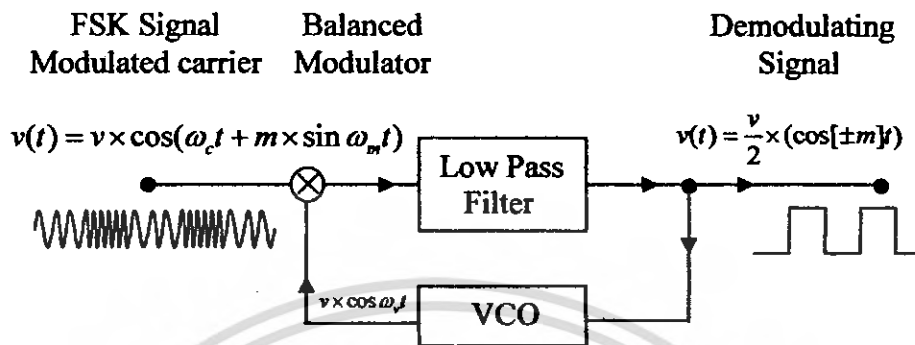 FSK Signal
Modulated carrier
Balanced
Modulator
Demodulating
Signal
v(t) = v × cos(ω_c t + m × sin ω_m t)
v(t) = v/2 × (cos[±m]t)
Low Pass
Filter
v × cos ω_v t
VCO